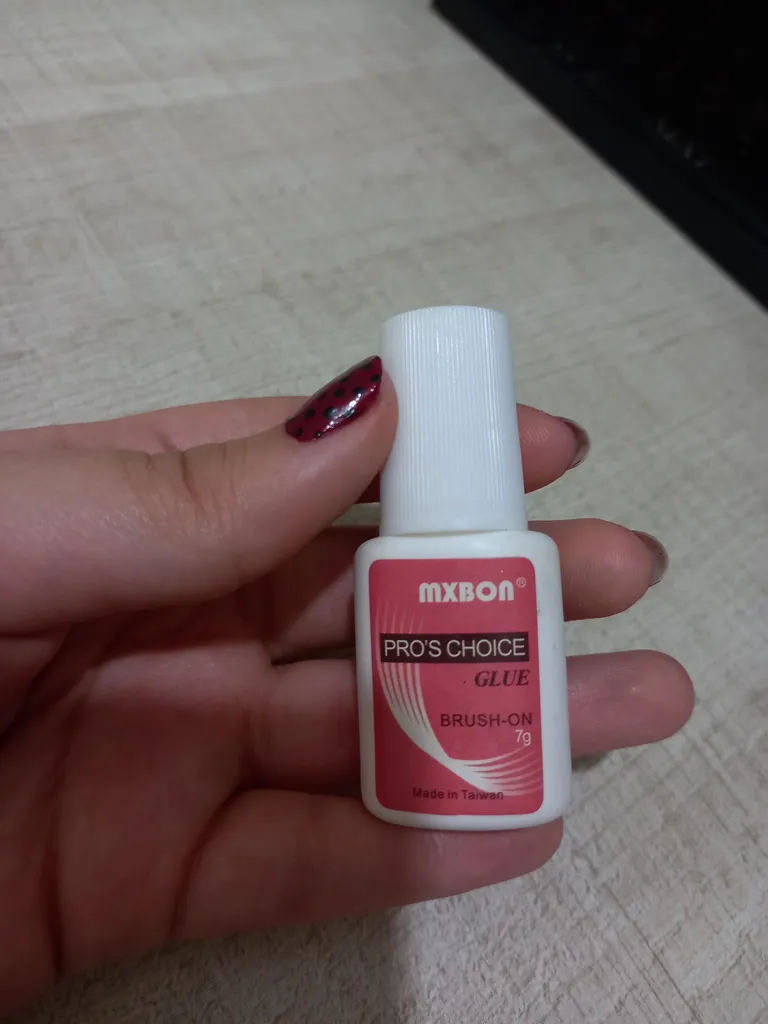 MXBON®
PRO'S CHOICE
GLUE
BRUSH-ON
7g
Made in Taiwan